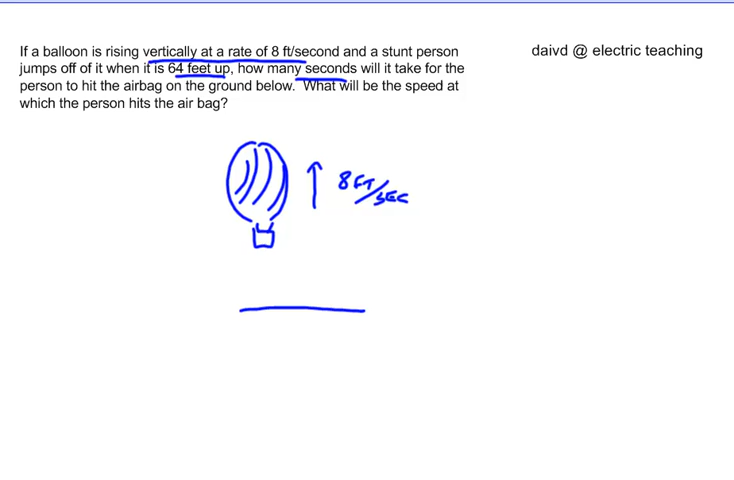 If a balloon is rising vertically at a rate of 8 ft/second and a stunt person
jumps off of it when it is 64 feet up, how many seconds will it take for the
person to hit the airbag on the ground below. What will be the speed at
which the person hits the air bag?
daivd @ electric teaching
8 FT/SEC